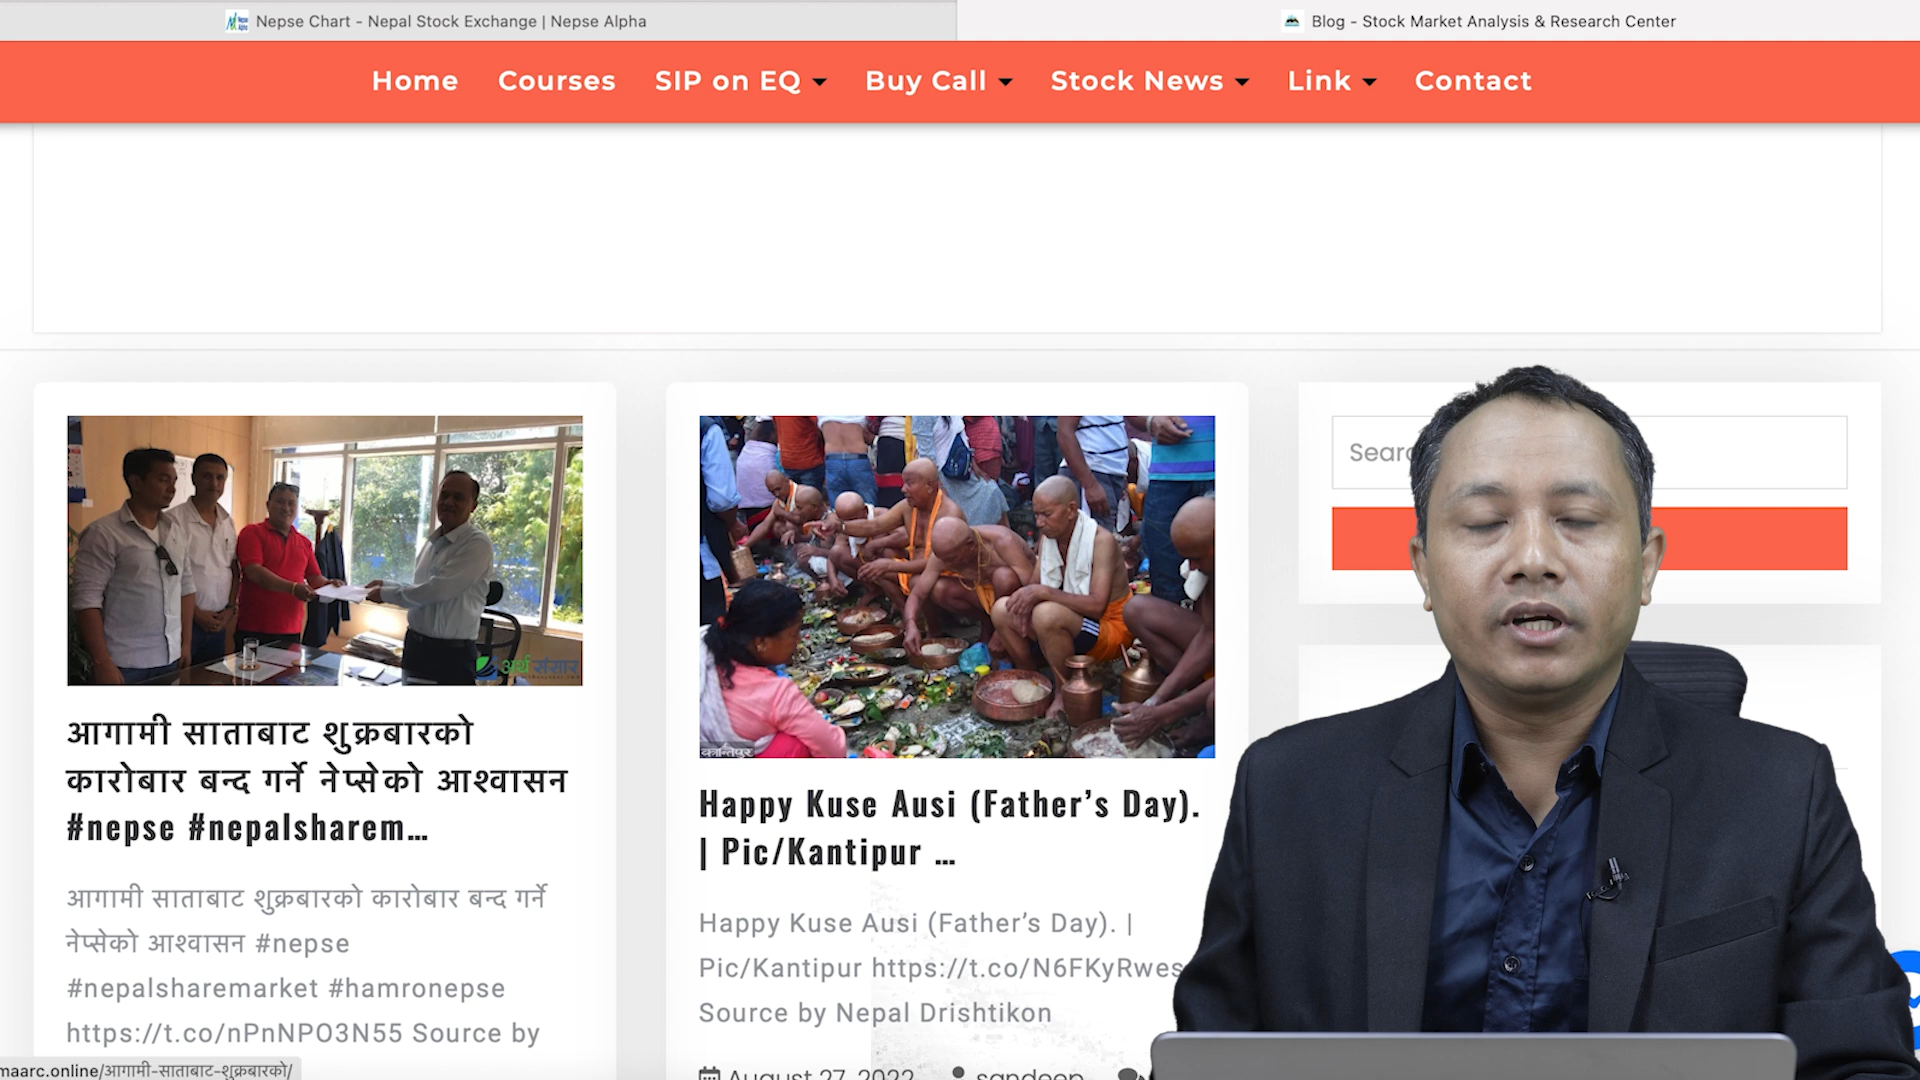 Nepse Chart - Nepal Stock Exchange | Nepse Alpha
Blog - Stock Market Analysis & Research Center
Home
Courses
SIP on EQ
Buy Call
Stock News
Link
Contact
अर्थ संसार
आगामी साताबाट शुक्रबारको
कारोबार बन्द गर्ने नेप्सेको आश्वासन
#nepse #nepalsharem...
आगामी साताबाट शुक्रबारको कारोबार बन्द गर्ने
नेप्सेको आश्वासन #nepse
#nepalsharemarket #hamronepse
https://t.co/nPnNPO3N55 Source by
कान्तिपुर
Happy Kuse Ausi (Father’s Day).
| Pic/Kantipur ...
Happy Kuse Ausi (Father’s Day). |
Pic/Kantipur https://t.co/N6FKyRwes
Source by Nepal Drishtikon
August 27, 2022
sandeep
Searc
maarc.online/आगामी-साताबाट-शुक्रबारको/